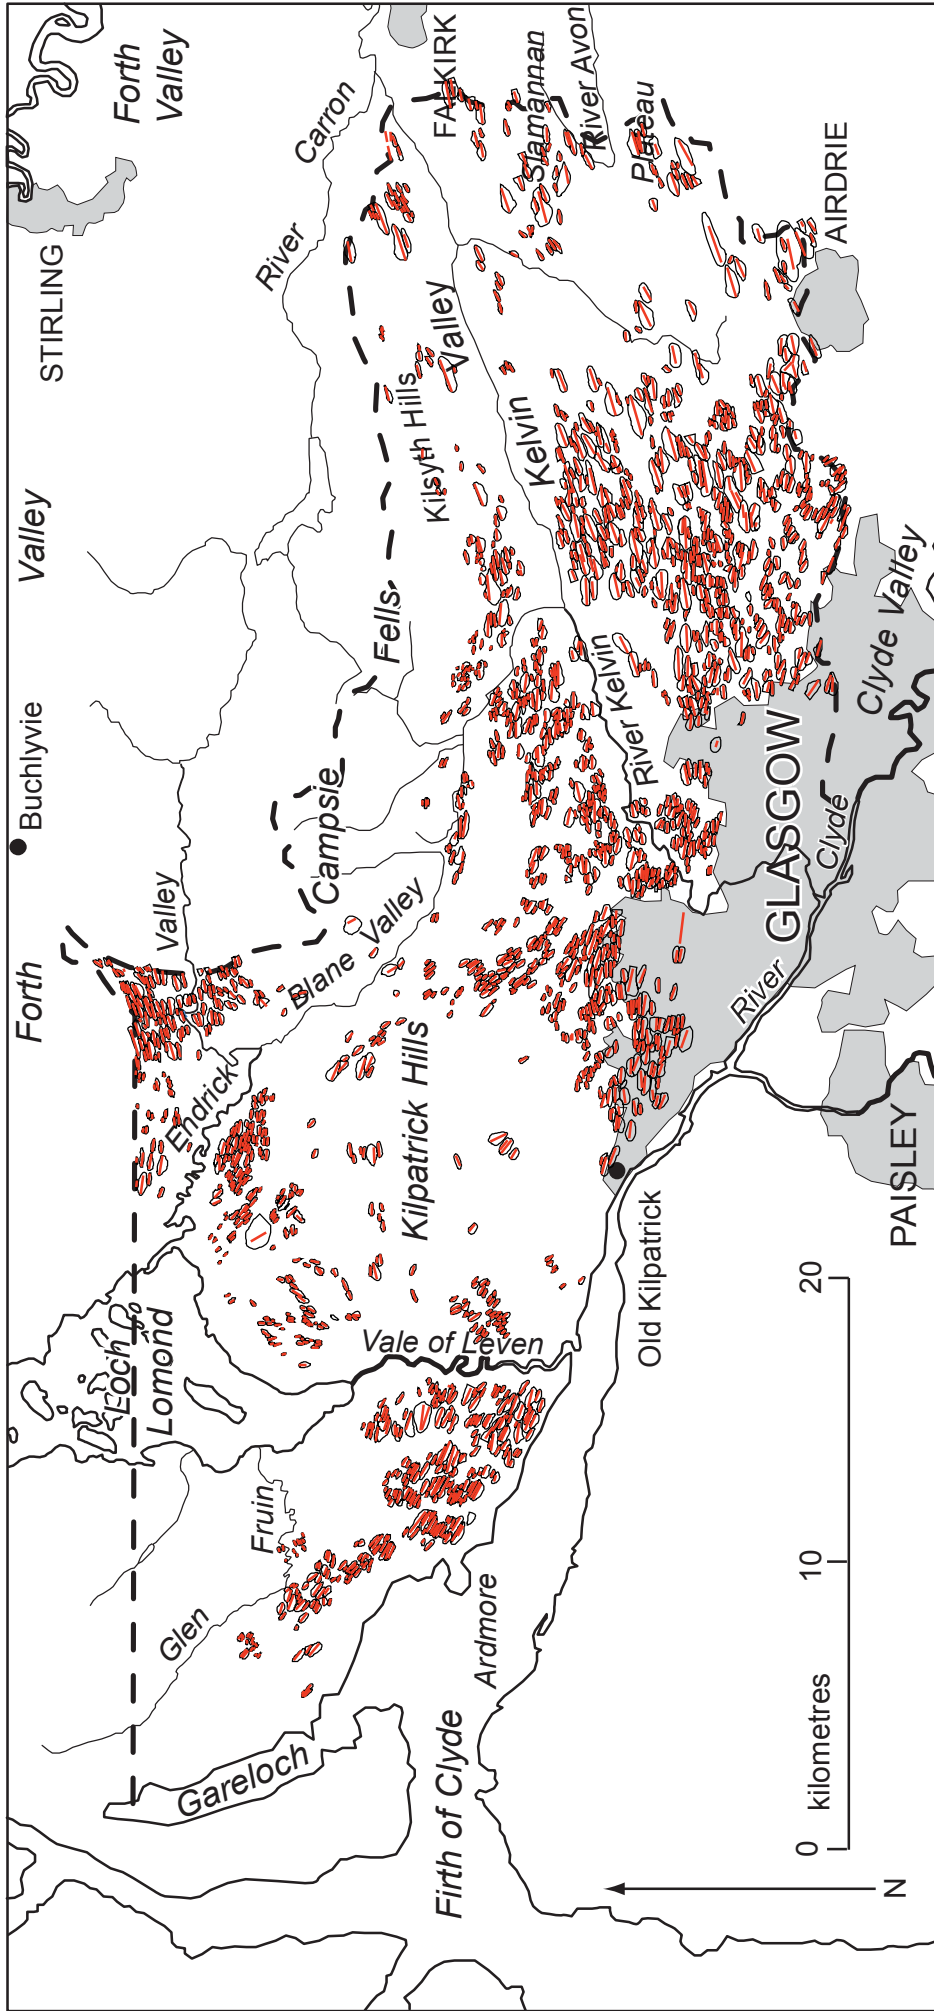 Forth
Valley
STIRLING
River
Carron
FALKIRK
Slamannan
River Avon
Plateau
AIRDRIE
Valley
Forth
Buchlyvie
Fells
Campsie
Kilsyth Hills
Valley
Kelvin
River Kelvin
Valley
Endrick
Blane
Valley
Kilpatrick Hills
GLASGOW
Clyde
River
Clyde Valley
PAISLEY
Old Kilpatrick
Loch
Lomond
Vale of Leven
Fruin
Glen
Gareloch
Ardmore
Firth of Clyde
0
10
20
kilometres
N